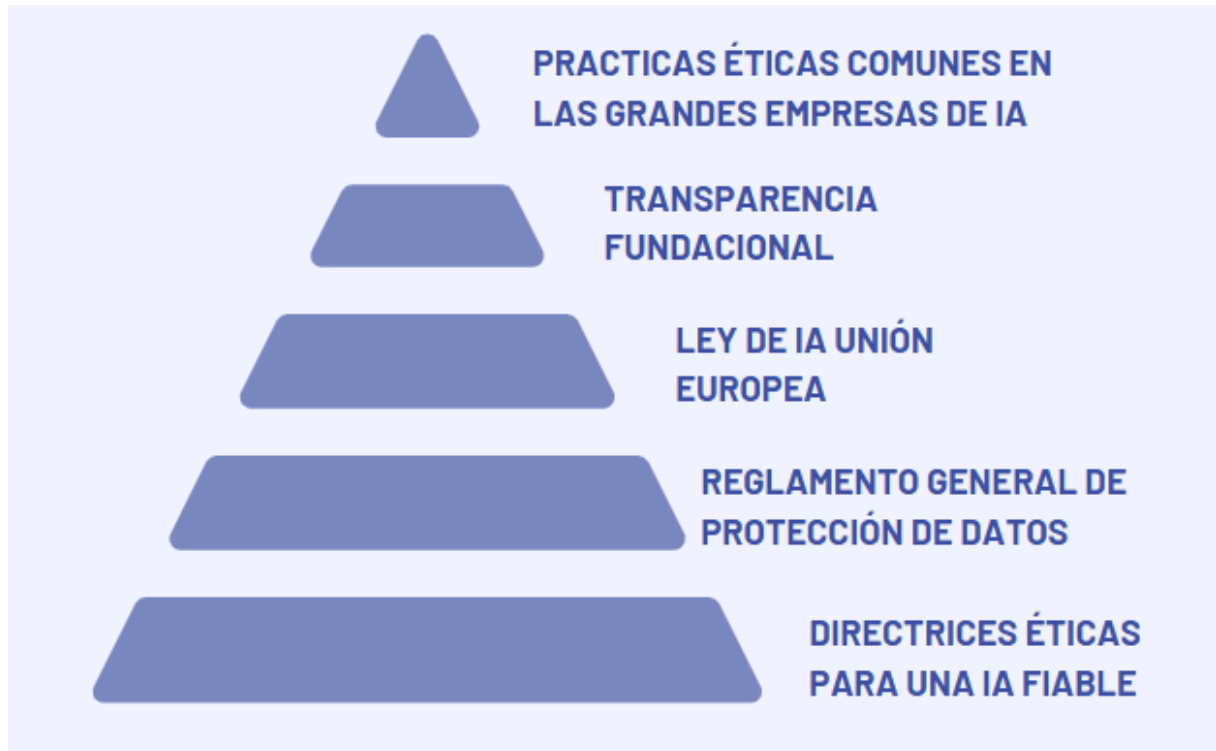 PRACTICAS ÉTICAS COMUNES EN
LAS GRANDES EMPRESAS DE IA
TRANSPARENCIA
FUNDACIONAL
LEY DE IA UNIÓN
EUROPEA
REGLAMENTO GENERAL DE
PROTECCIÓN DE DATOS
DIRECTRICES ÉTICAS
PARA UNA IA FIABLE